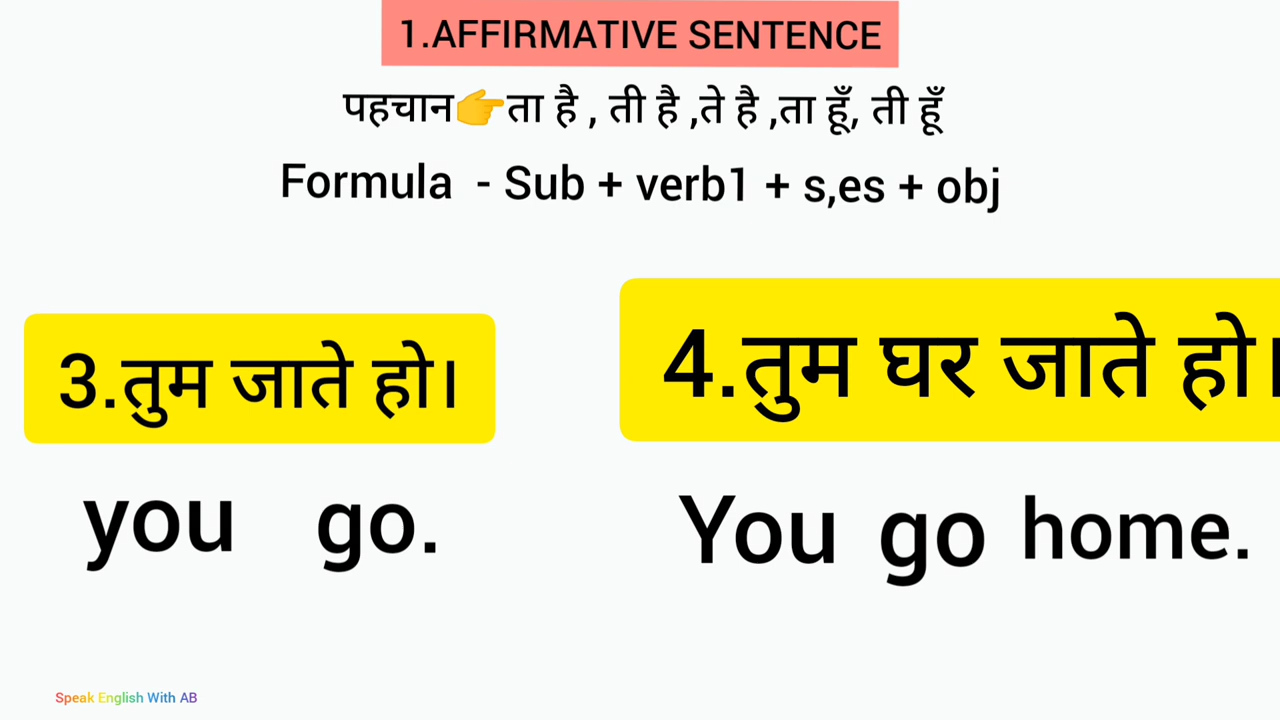 1.AFFIRMATIVE SENTENCE
पहचान👉ता है , ती है ,ते है ,ता हूँ, ती हूँ
Formula - Sub + verb1 + s,es + obj
3.तुम जाते हो।
4.तुम घर जाते हो।
you go.
You go home.
Speak English With AB